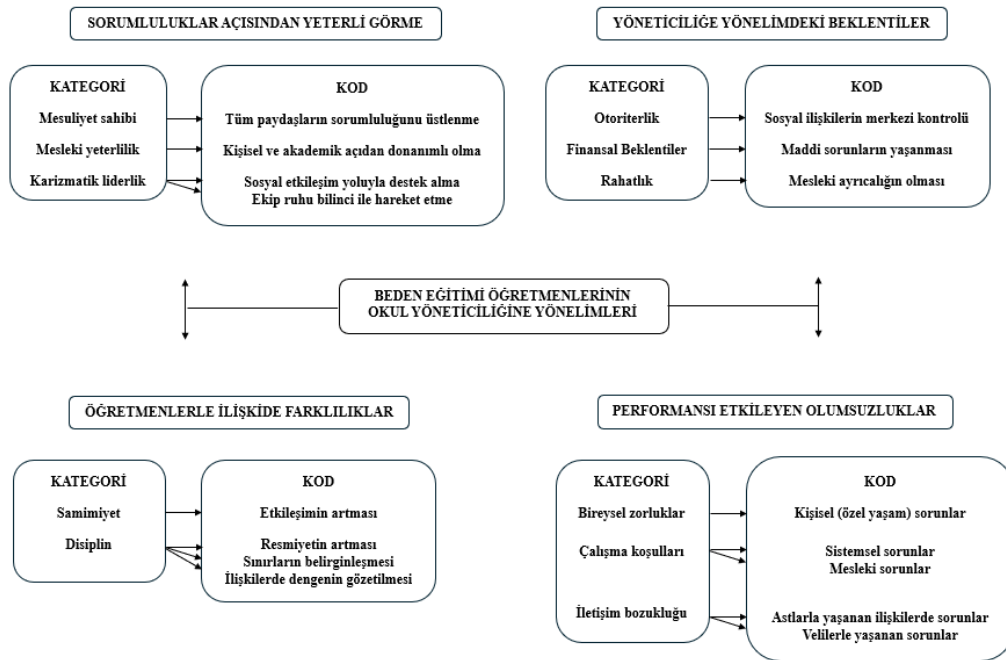 SORUMLULUKLAR AÇISINDAN YETERLİ GÖRME
KATEGORİ
Mesuliyet sahibi
Mesleki yeterlilik
Karizmatik liderlik
KOD
Tüm paydaşların sorumluluğunu üstlenme
Kişisel ve akademik açıdan donanımlı olma
Sosyal etkileşim yoluyla destek alma
Ekip ruhu bilinci ile hareket etme
YÖNETİCİLİĞE YÖNELİMDEKİ BEKLENTİLER
KATEGORİ
Otoriterlik
Finansal Beklentiler
Rahatlık
KOD
Sosyal ilişkilerin merkezi kontrolü
Maddi sorunların yaşanması
Mesleki ayrıcalığın olması
BEDEN EĞİTİMİ ÖĞRETMENLERİNİN
OKUL YÖNETİCİLİĞİNE YÖNELİMLERİ
ÖĞRETMENLERLE İLİŞKİDE FARKLILIKLAR
KATEGORİ
Samimiyet
Disiplin
KOD
Etkileşimin artması
Resmiyetin artması
Sınırların belirginleşmesi
İlişkilerde dengenin gözetilmesi
PERFORMANSI ETKİLEYEN OLUMSUZLUKLAR
KATEGORİ
Bireysel zorluklar
Çalışma koşulları
İletişim bozukluğu
KOD
Kişisel (özel yaşam) sorunlar
Sistemsel sorunlar
Mesleki sorunlar
Astlarla yaşanan ilişkilerde sorunlar
Velilerle yaşanan sorunlar